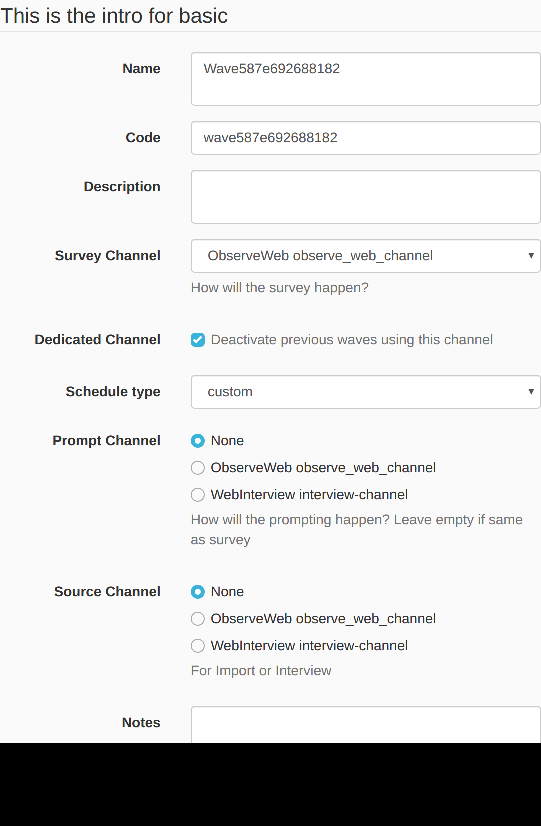 This is the intro for basic
Name
Wave587e692688182
Code
wave587e692688182
Description
Survey Channel
ObserveWeb observe_web_channel
How will the survey happen?
Dedicated Channel
Deactivate previous waves using this channel
Schedule type
custom
Prompt Channel
None
ObserveWeb observe_web_channel
WebInterview interview-channel
How will the prompting happen? Leave empty if same
as survey
Source Channel
None
ObserveWeb observe_web_channel
WebInterview interview-channel
For Import or Interview
Notes